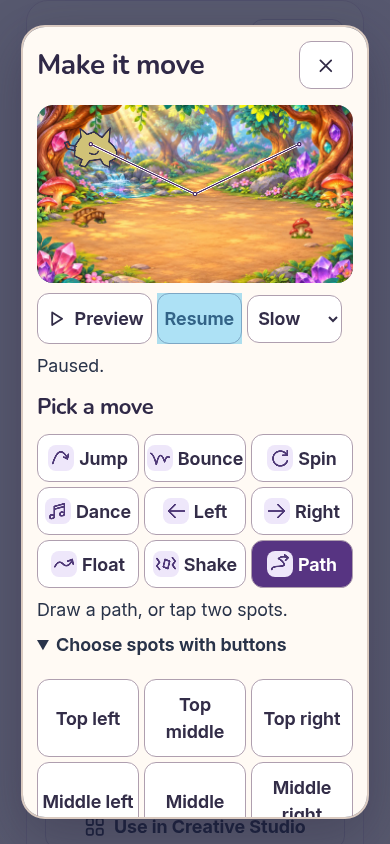 Make it move
Preview
Resume
Slow
Paused.
Pick a move
Jump
Bounce
Spin
Dance
Left
Right
Float
Shake
Path
Draw a path, or tap two spots.
Choose spots with buttons
Top left
Top
middle
Top right
Middle left
Middle
Middle
right
Use in Creative Studio